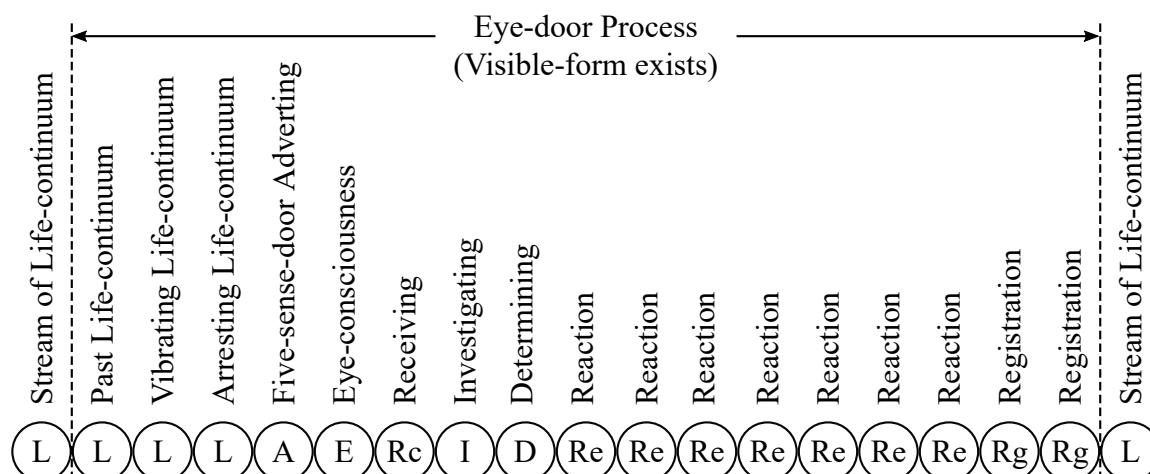 Eye-door Process
(Visible-form exists)
Stream of Life-continuum
Past Life-continuum
Vibrating Life-continuum
Arresting Life-continuum
Five-sense-door Adverting
Eye-consciousness
Receiving
Investigating
Determining
Reaction
Reaction
Reaction
Reaction
Reaction
Reaction
Reaction
Registration
Registration
Stream of Life-continuum
L L L L A E Rc I D Re Re Re Re Re Re Re Rg Rg L